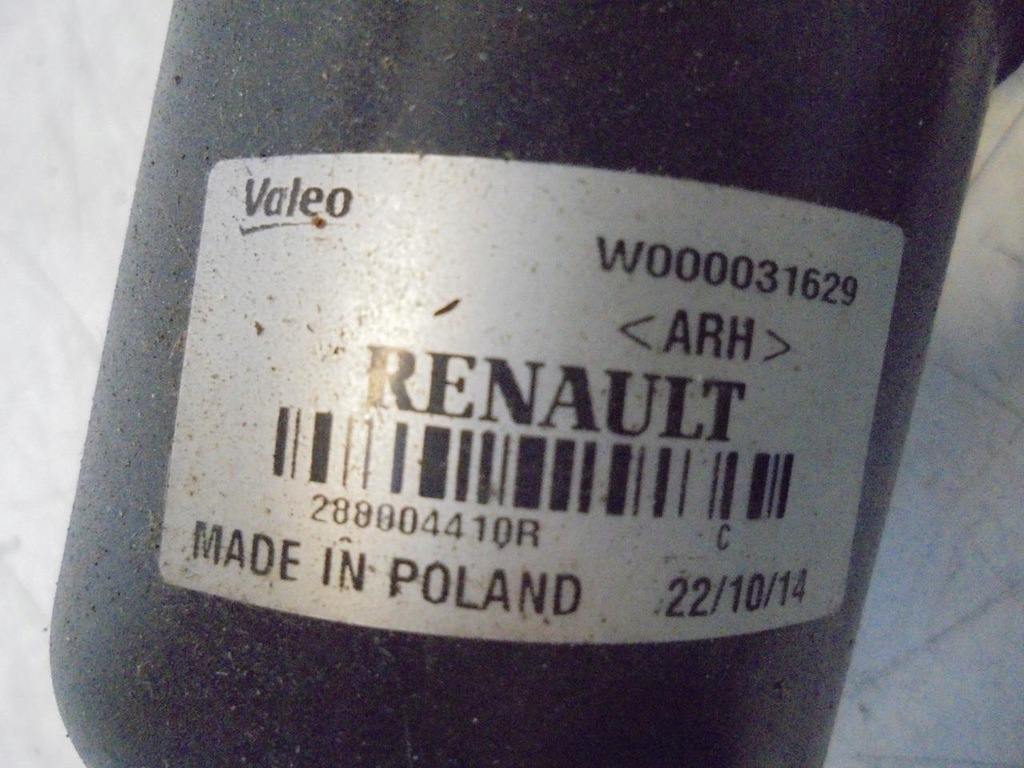 Valeo
W000031629
<ARH>
RENAULT
288004410R
C
MADE IN POLAND 22/10/14